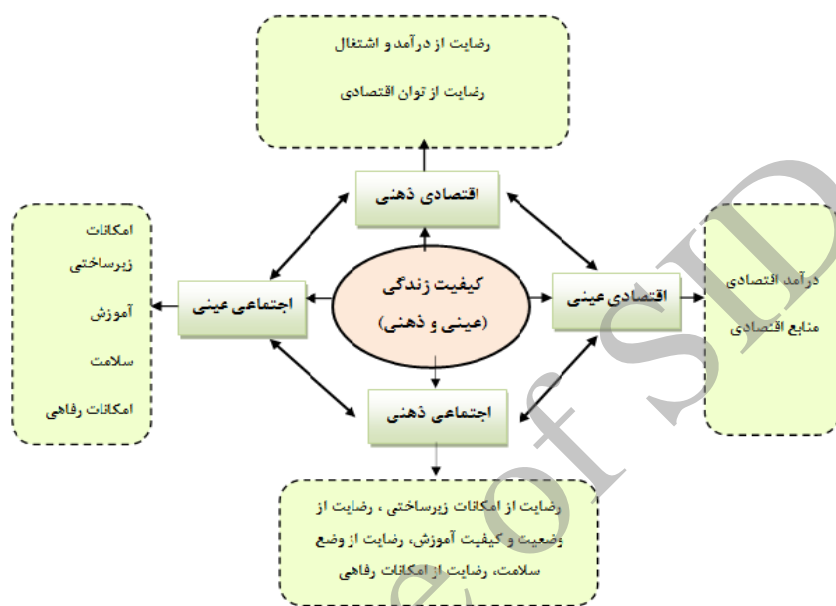 رضایت از درآمد و اشتغال
رضایت از توان اقتصادی
اقتصادی ذهنی
درآمد اقتصادی
منابع اقتصادی
اقتصادی عینی
کیفیت زندگی
(عینی و ذهنی)
اجتماعی عینی
امکانات
زیرساختی
آموزش
سلامت
امکانات رفاهی
اجتماعی ذهنی
رضایت از امکانات زیرساختی ، رضایت از
وضعیت و کیفیت آموزش، رضایت از وضع
سلامت، رضایت از امکانات رفاهی
e of SID